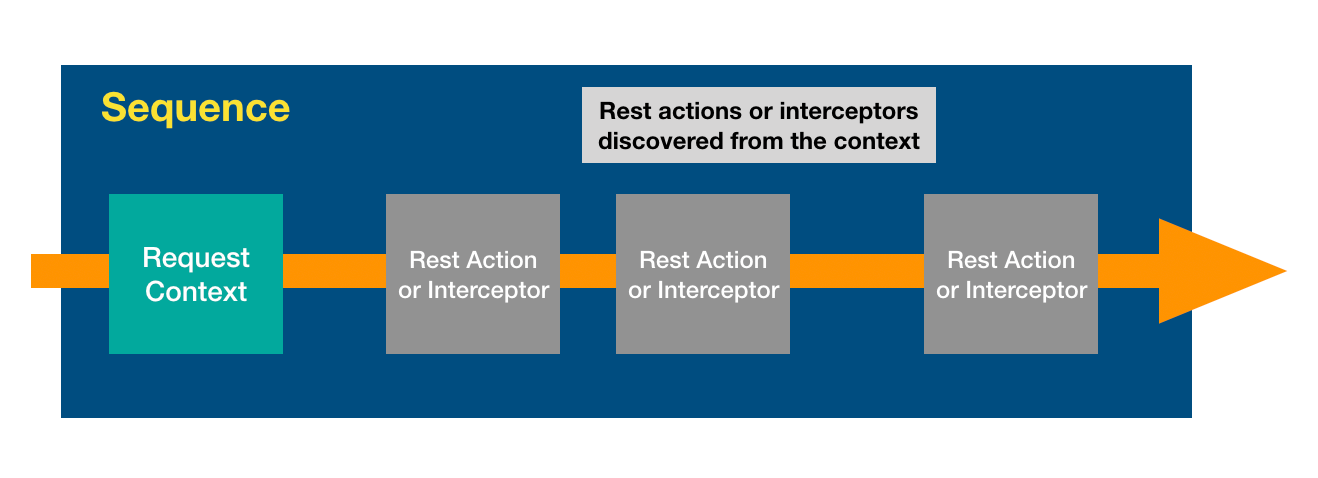 Sequence
Rest actions or interceptors
discovered from the context
Request
Context
Rest Action
or Interceptor
Rest Action
or Interceptor
Rest Action
or Interceptor